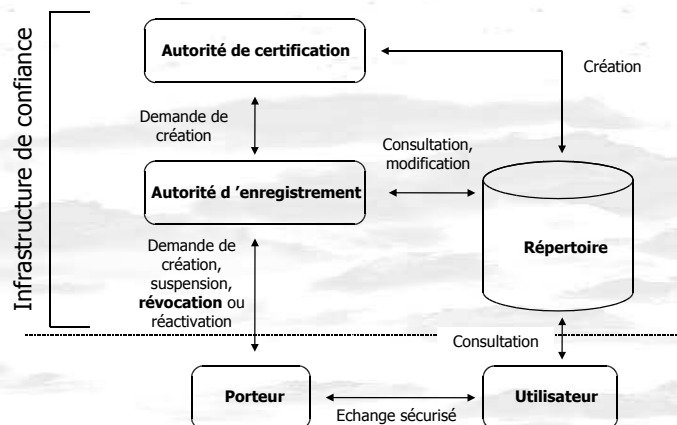 Infrastructure de confiance
Autorité de certification
Création
Demande de
création
Consultation,
modification
Autorité d ’enregistrement
Répertoire
Demande de
création,
suspension,
révocation ou
réactivation
Consultation
Porteur
Utilisateur
Echange sécurisé